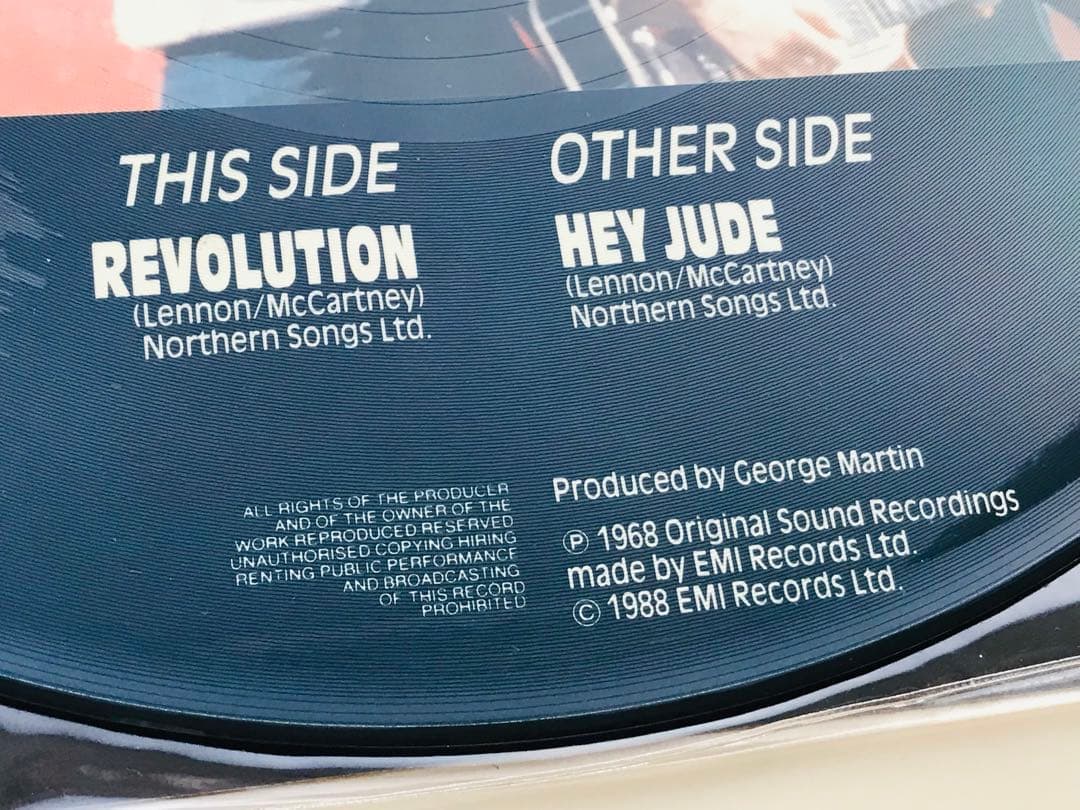 THIS SIDE
REVOLUTION
(Lennon/McCartney)
Northern Songs Ltd.
OTHER SIDE
HEY JUDE
(Lennon/McCartney)
Northern Songs Ltd.
ALL RIGHTS OF THE PRODUCER
AND OF THE OWNER OF THE
WORK REPRODUCED RESERVED
UNAUTHORISED COPYING HIRING
RENTING PUBLIC PERFORMANCE
AND BROADCASTING
OF THIS RECORD
PROHIBITED
Produced by George Martin
℗ 1968 Original Sound Recordings
made by EMI Records Ltd.
© 1988 EMI Records Ltd.